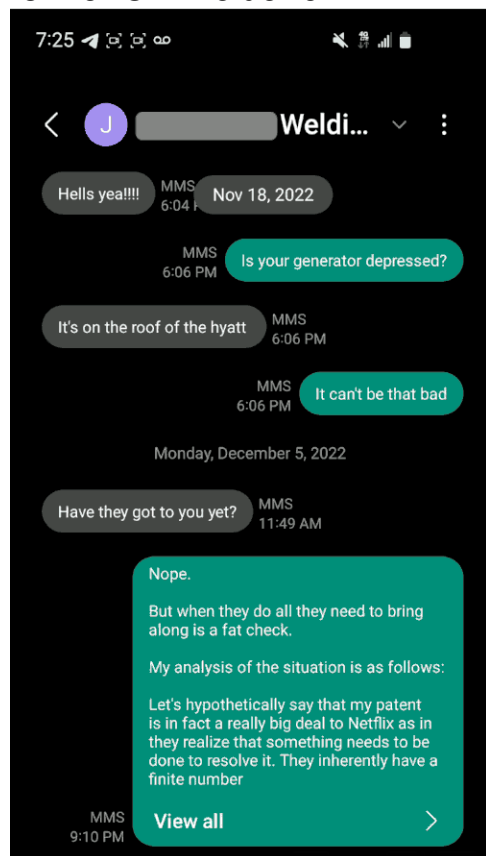 7:25
J Weldi...
Hells yea!!!!
MMS
Nov 18, 2022
6:04
MMS
6:06 PM
Is your generator depressed?
It's on the roof of the hyatt
MMS
6:06 PM
MMS
6:06 PM
It can't be that bad
Monday, December 5, 2022
Have they got to you yet?
MMS
11:49 AM
Nope.
But when they do all they need to bring
along is a fat check.
My analysis of the situation is as follows:
Let's hypothetically say that my patent
is in fact a really big deal to Netflix as in
they realize that something needs to be
done to resolve it. They inherently have a
finite number
MMS
9:10 PM
View all